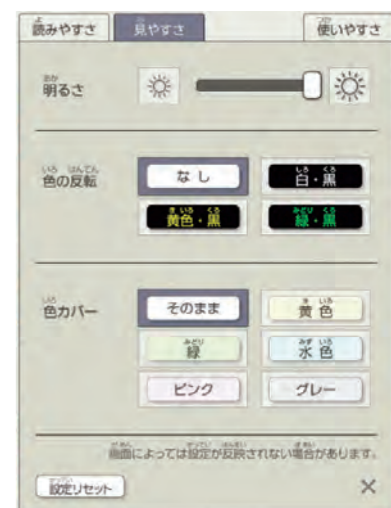 読みやすさ 見やすさ 使いやすさ
明るさ
色の反転 なし 白・黒
黄色・黒 緑・黒
色カバー そのまま 黄色
緑 水色
ピンク グレー
画面によっては設定が反映されない場合があります。
設定リセット ×